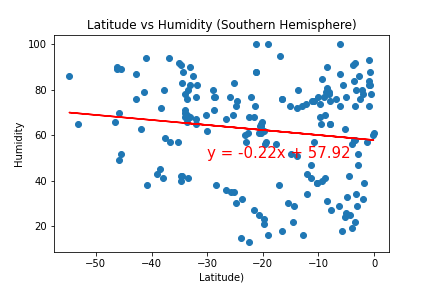 Latitude vs Humidity (Southern Hemisphere)
100
80
60
40
20
Humidity
y = -0.22x + 57.92
−50
−40
−30
−20
−10
0
Latitude)